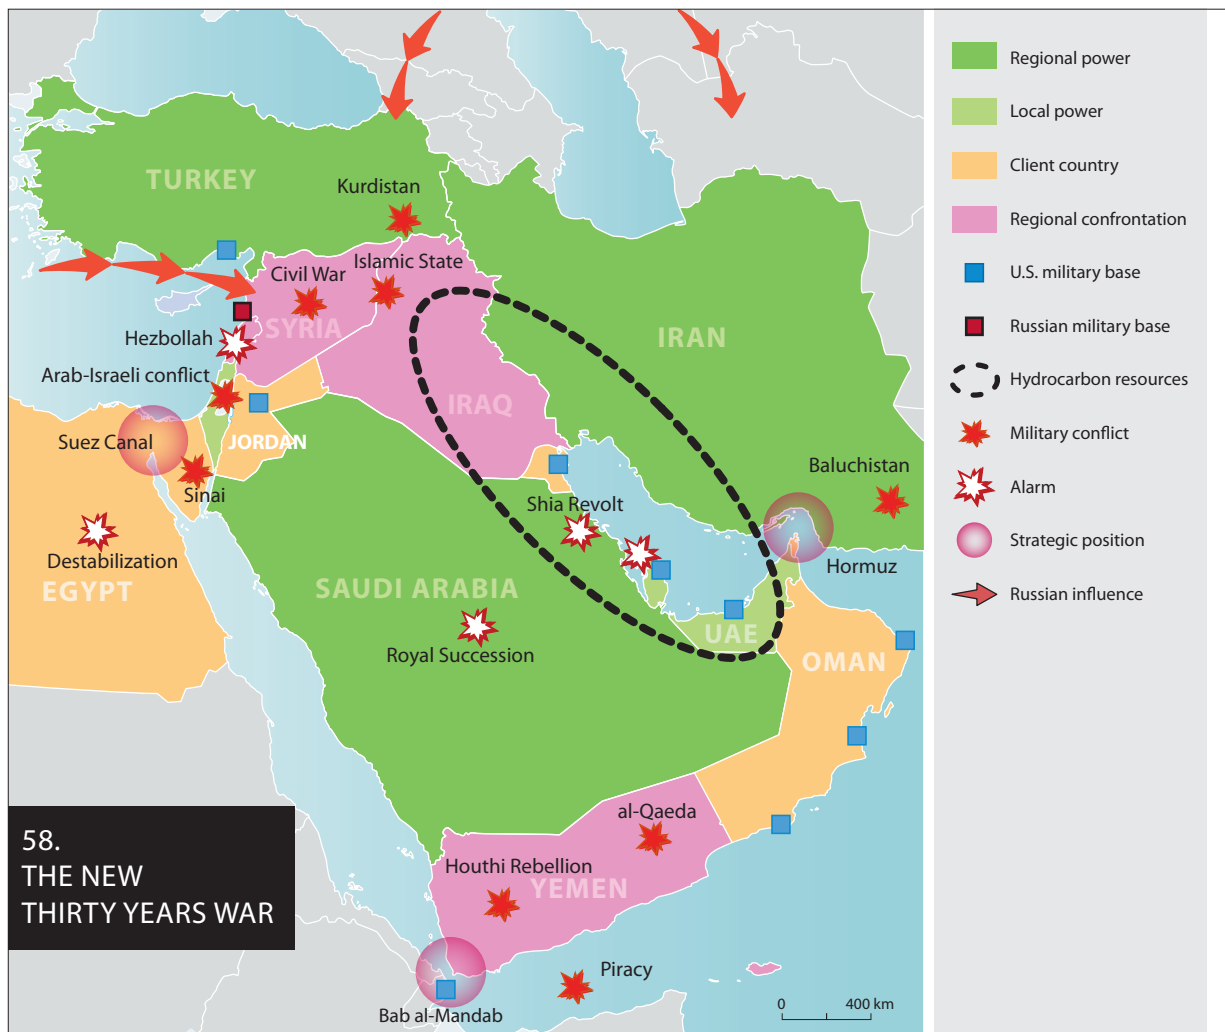 TURKEY
Kurdistan
Civil War
Islamic State
SYRIA
Hezbollah
IRAN
Arab-Israeli conflict
IRAQ
Suez Canal
JORDAN
Baluchistan
Sinai
Shia Revolt
Destabilization
Hormuz
EGYPT
SAUDI ARABIA
UAE
Royal Succession
OMAN
al-Qaeda
Houthi Rebellion
YEMEN
Piracy
Bab al-Mandab
0 400 km
58.
THE NEW
THIRTY YEARS WAR
Regional power
Local power
Client country
Regional confrontation
U.S. military base
Russian military base
Hydrocarbon resources
Military conflict
Alarm
Strategic position
Russian influence